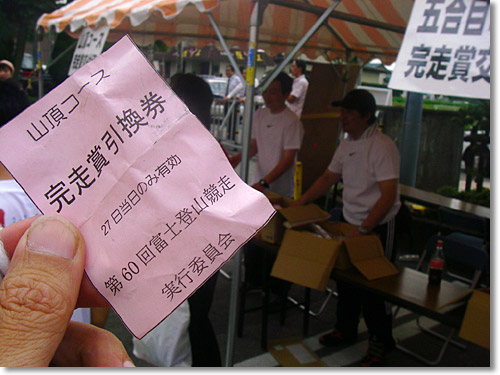 山頂コース
完走賞引換券
27日当日のみ有効
第60回富士登山競走
実行委員会
五合目
完走賞交